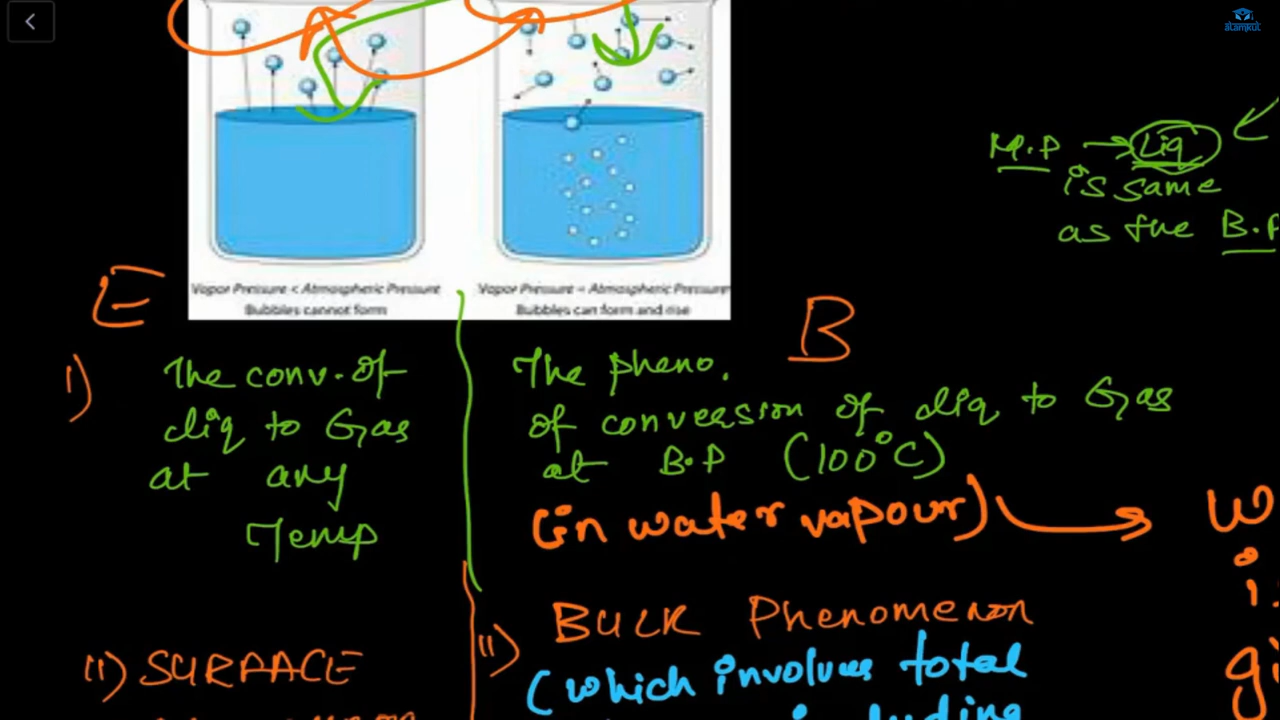 atamkul
M.P → Liq
is same
as the B.P
Vapor Pressure < Atmospheric Pressure
Bubbles cannot form
Vapor Pressure = Atmospheric Pressure
Bubbles can form and rise
E
B
I)
The conv. of
Liq to Gas
at any
Temp
The pheno.
of conversion of Liq to Gas
at B.P (100°C)
(in water vapour) →
II) SURFACE
II) BULK Phenomenon
(which involves total
including